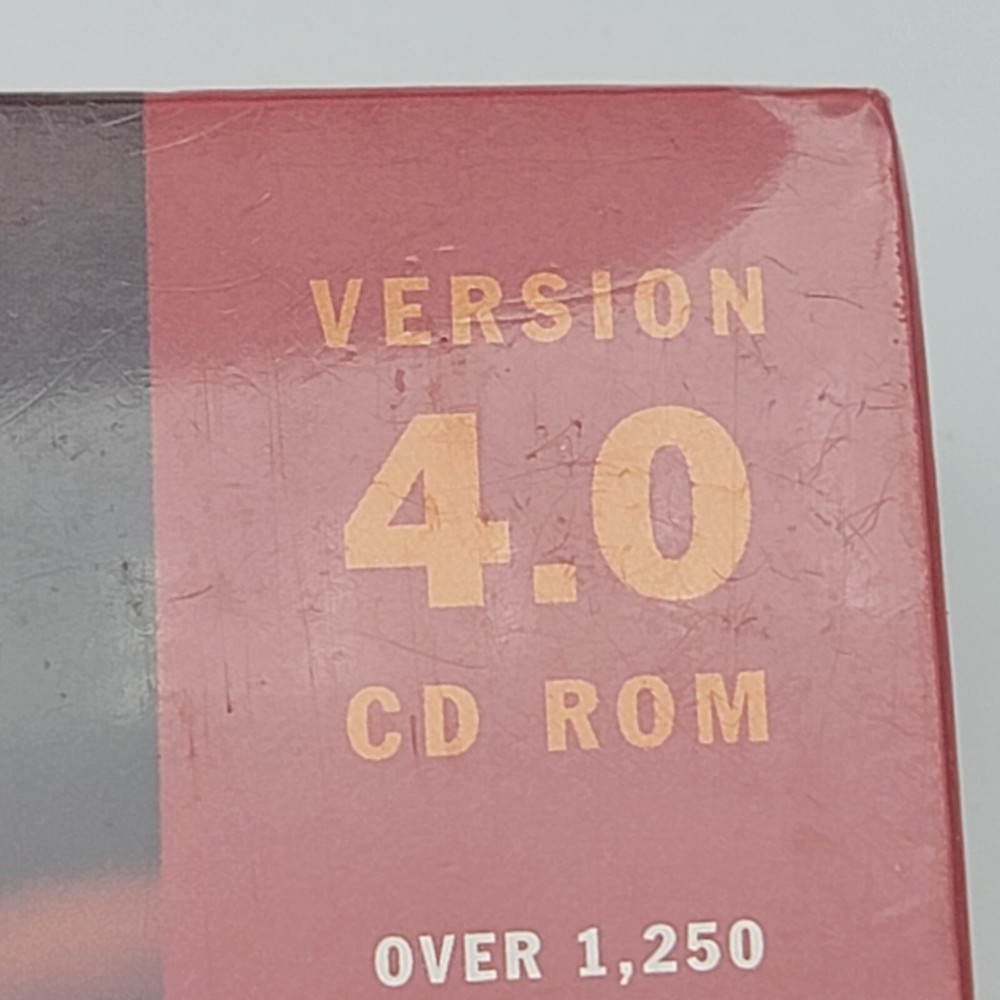 VERSION
4.0
CD ROM
OVER 1,250